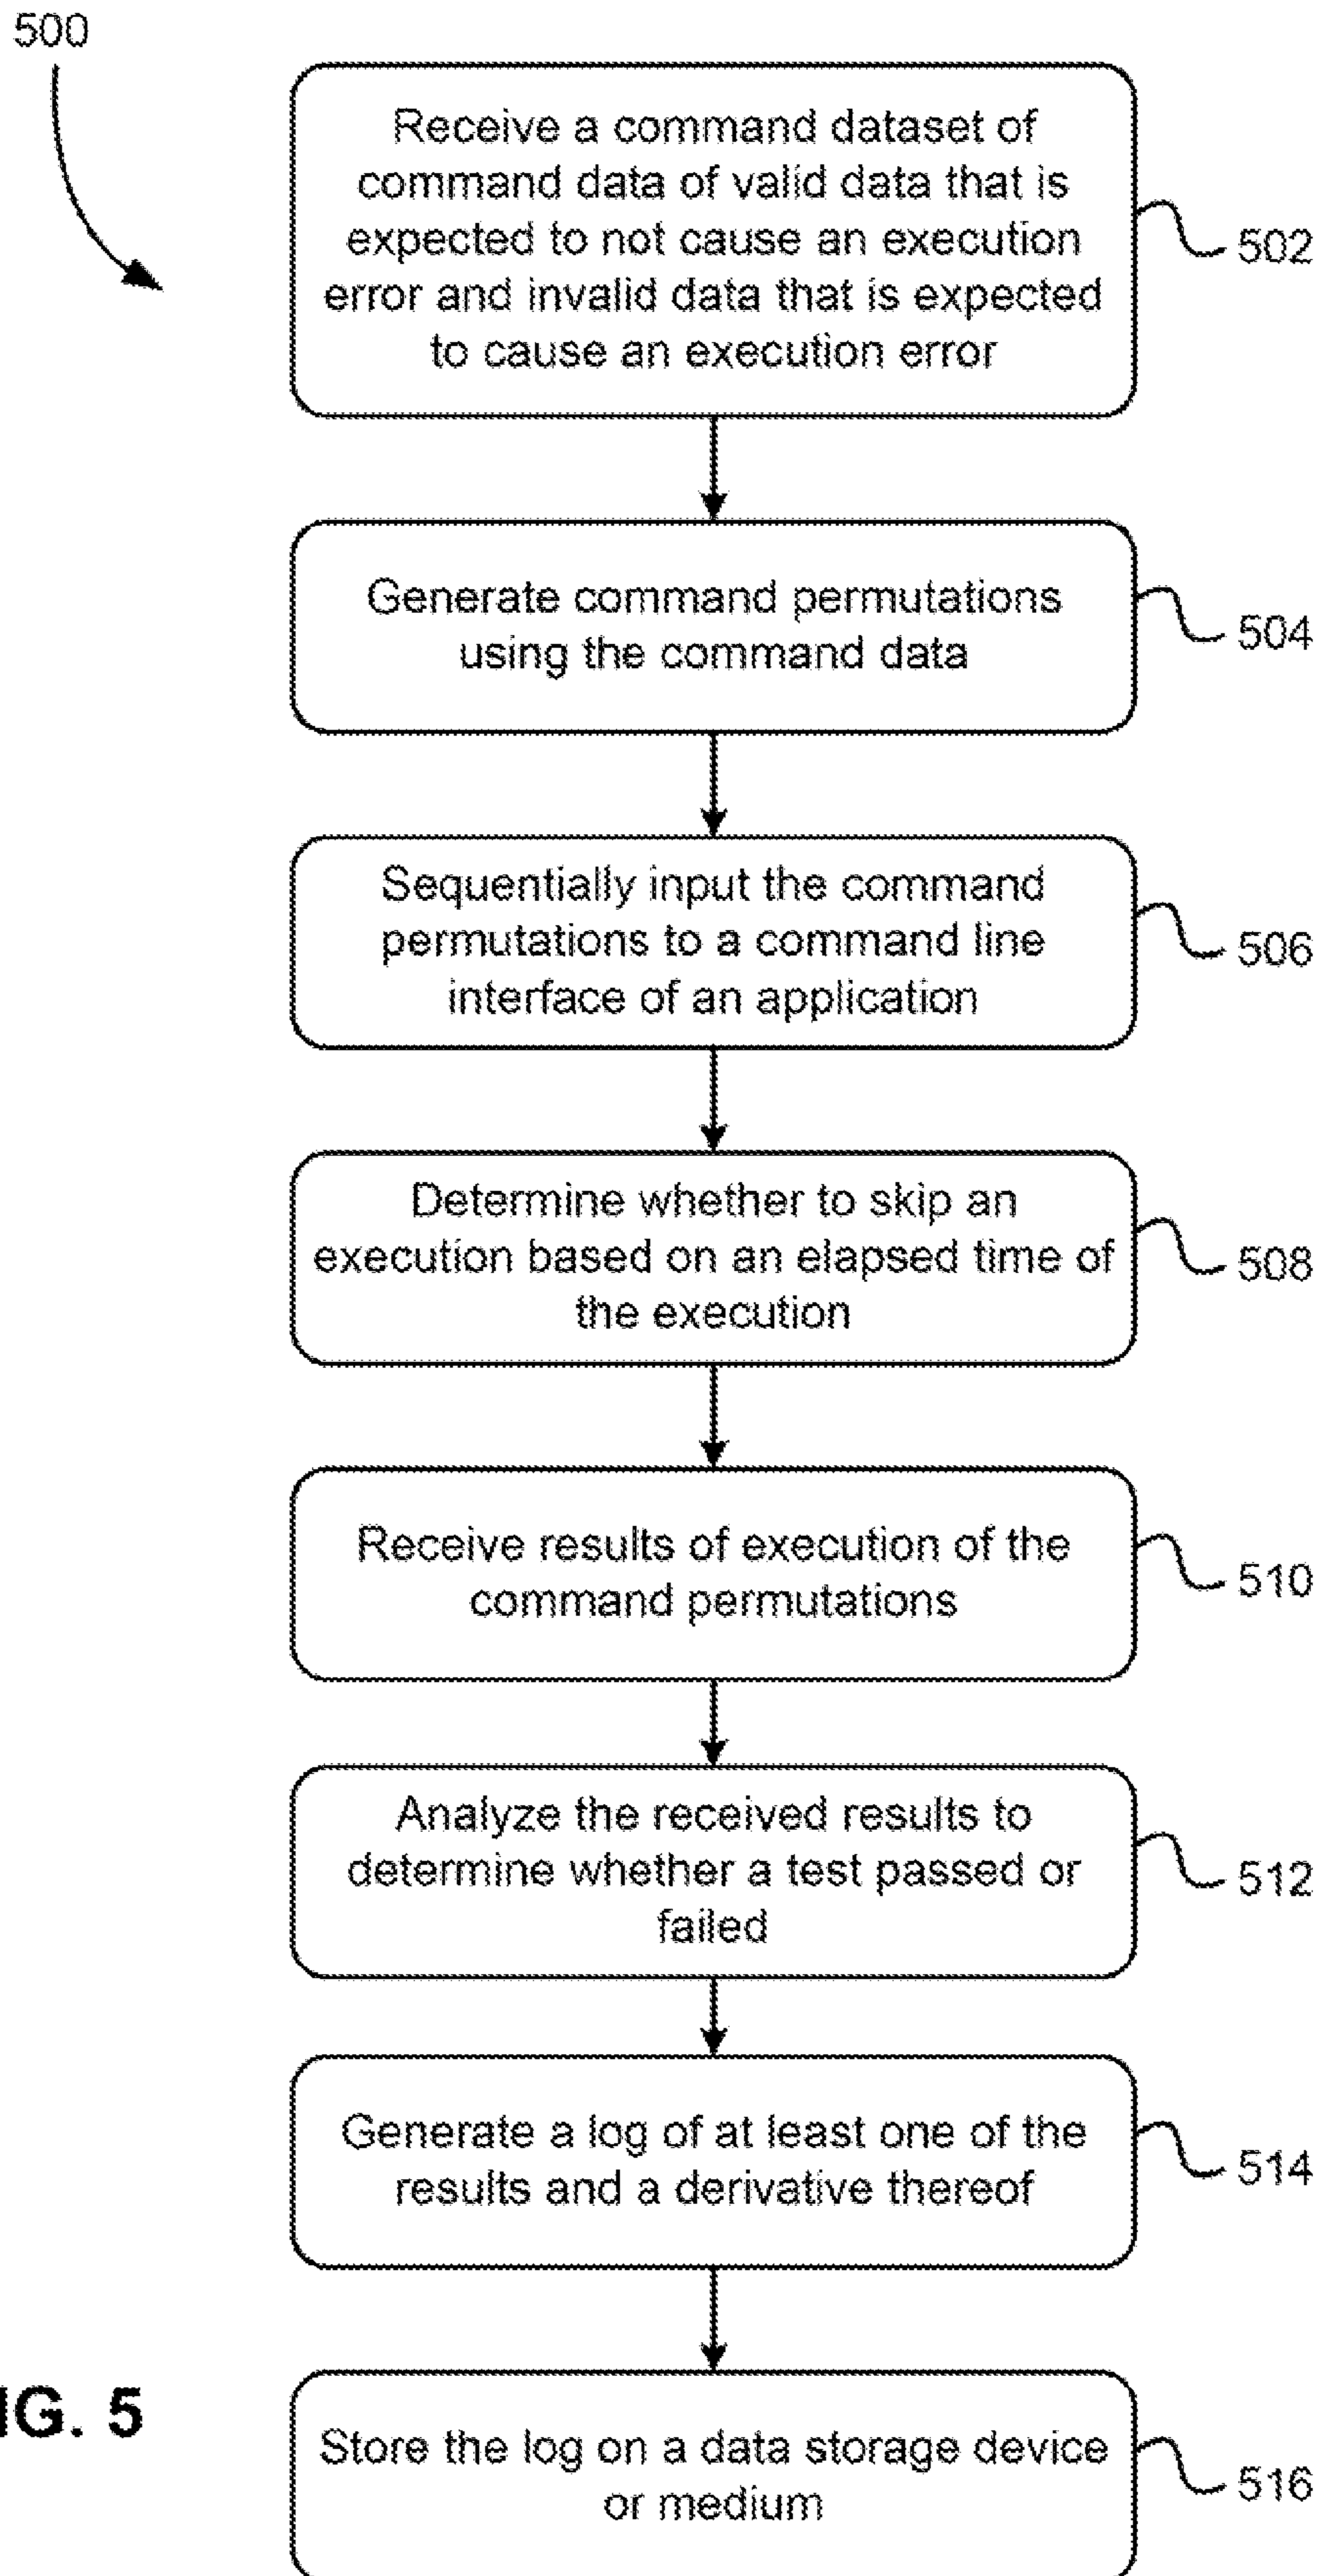 500
Receive a command dataset of
command data of valid data that is
expected to not cause an execution
error and invalid data that is expected
to cause an execution error
502
Generate command permutations
using the command data
504
Sequentially input the command
permutations to a command line
interface of an application
506
Determine whether to skip an
execution based on an elapsed time of
the execution
508
Receive results of execution of the
command permutations
510
Analyze the received results to
determine whether a test passed or
failed
512
Generate a log of at least one of the
results and a derivative thereof
514
IG. 5
Store the log on a data storage device
or medium
516